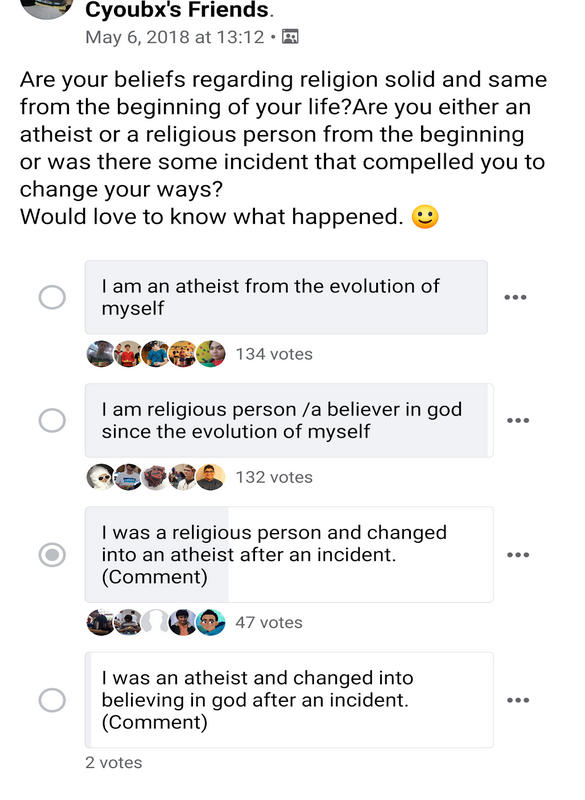 Cyoubx's Friends.
May 6, 2018 at 13:12 •
Are your beliefs regarding religion solid and same
from the beginning of your life?Are you either an
atheist or a religious person from the beginning
or was there some incident that compelled you to
change your ways?
Would love to know what happened. 🙂
I am an atheist from the evolution of
myself
134 votes
I am religious person /a believer in god
since the evolution of myself
132 votes
I was a religious person and changed
into an atheist after an incident.
(Comment)
47 votes
I was an atheist and changed into
believing in god after an incident.
(Comment)
2 votes